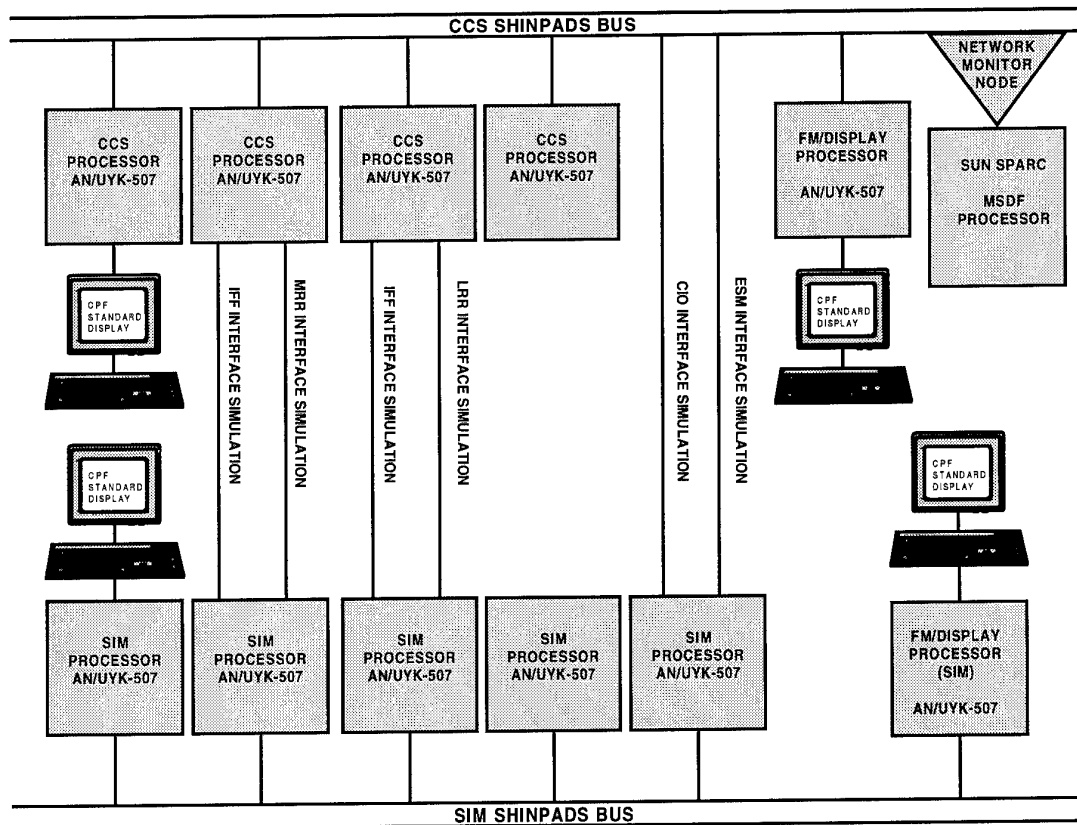 CCS SHINPADS BUS
NETWORK
MONITOR
NODE
CCS
PROCESSOR
AN/UYK-507
CCS
PROCESSOR
AN/UYK-507
CCS
PROCESSOR
AN/UYK-507
CCS
PROCESSOR
AN/UYK-507
FM/DISPLAY
PROCESSOR
AN/UYK-507
SUN SPARC
MSDF
PROCESSOR
CPF
STANDARD
DISPLAY
IFF INTERFACE SIMULATION
MRR INTERFACE SIMULATION
IFF INTERFACE SIMULATION
LRR INTERFACE SIMULATION
CIO INTERFACE SIMULATION
ESM INTERFACE SIMULATION
CPF
STANDARD
DISPLAY
CPF
STANDARD
DISPLAY
CPF
STANDARD
DISPLAY
SIM
PROCESSOR
AN/UYK-507
SIM
PROCESSOR
AN/UYK-507
SIM
PROCESSOR
AN/UYK-507
SIM
PROCESSOR
AN/UYK-507
SIM
PROCESSOR
AN/UYK-507
FM/DISPLAY
PROCESSOR
(SIM)
AN/UYK-507
SIM SHINPADS BUS